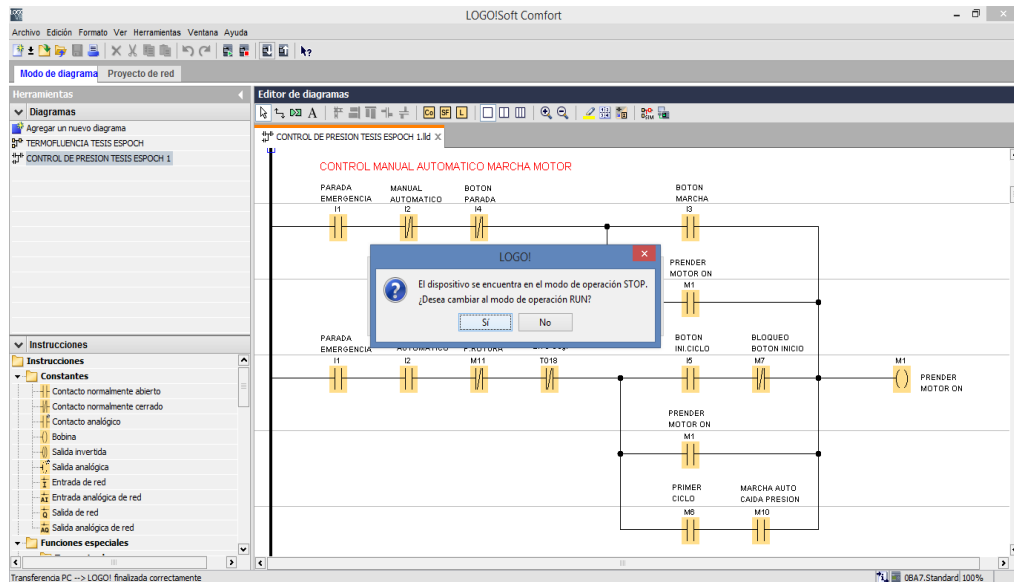 LOGO!Soft Comfort
Archivo Edición Formato Ver Herramientas Ventana Ayuda
Modo de diagrama Proyecto de red
Herramientas
Editor de diagramas
Diagramas
Agregar un nuevo diagrama
TERMOFLUENCIA TESIS ESPOCH
CONTROL DE PRESION TESIS ESPOCH 1
CONTROL DE PRESION TESIS ESPOCH 1.lld
CONTROL MANUAL AUTOMATICO MARCHA MOTOR
PARADA
EMERGENCIA
I1
MANUAL
AUTOMATICO
I2
BOTON
PARADA
I4
BOTON
MARCHA
I3
LOGO!
El dispositivo se encuentra en el modo de operación STOP.
¿Desea cambiar al modo de operación RUN?
Sí No
PRENDER
MOTOR ON
M1
PARADA
EMERGENCIA
I1
AUTOMATICO
I2
P.ROTURA
M11
T018
BOTON
INI.CICLO
I5
BLOQUEO
BOTON INICIO
M7
M1
PRENDER
MOTOR ON
PRENDER
MOTOR ON
M1
PRIMER
CICLO
M6
MARCHA AUTO
CAIDA PRESION
M10
Instrucciones
Instrucciones
Constantes
Contacto normalmente abierto
Contacto normalmente cerrado
Contacto analógico
Bobina
Salida invertida
Salida analógica
Entrada de red
Entrada analógica de red
Salida de red
Salida analógica de red
Funciones especiales
Transferencia PC --> LOGO! finalizada correctamente
0BA7.Standard 100%